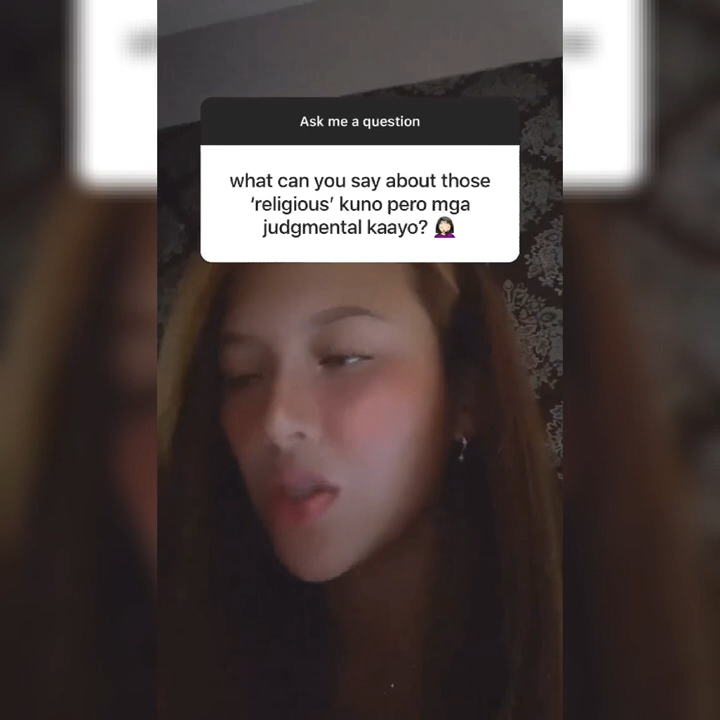 Ask me a question
what can you say about those
‘religious’ kuno pero mga
judgmental kaayo? 🤦🏻‍♀️